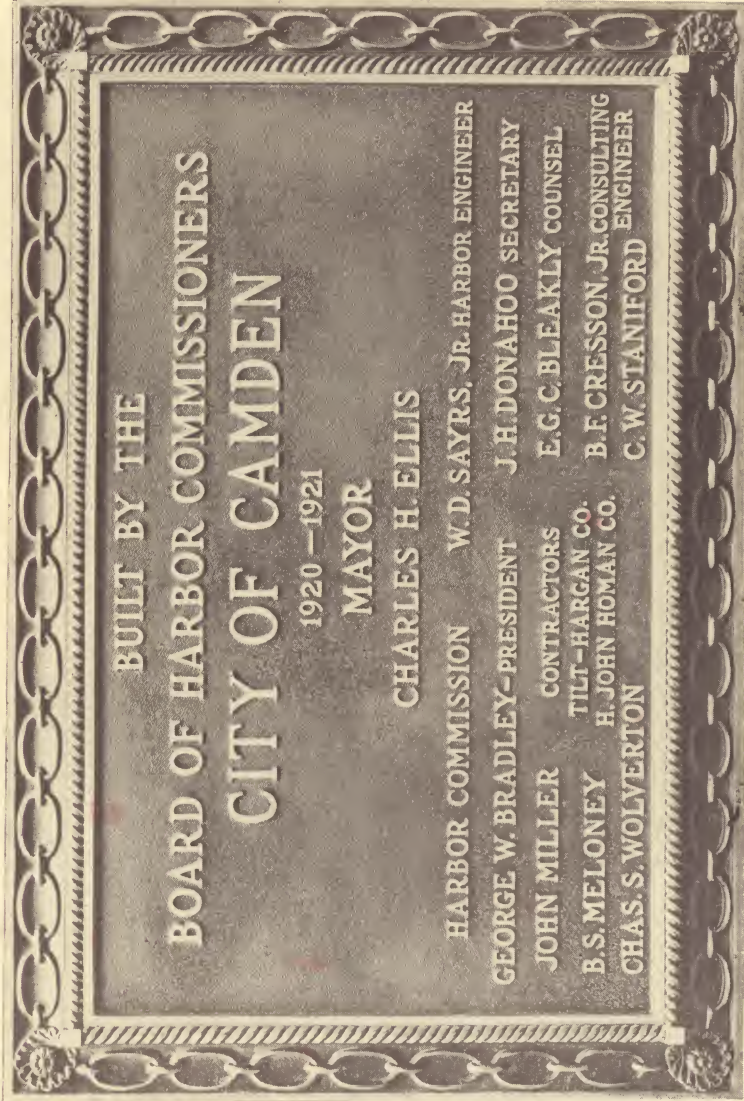 BUILT BY THE
BOARD OF HARBOR COMMISSIONERS
CITY OF CAMDEN
1920–1921
MAYOR
CHARLES H. ELLIS
HARBOR COMMISSION
GEORGE W. BRADLEY–PRESIDENT
JOHN MILLER
B. S. MELONEY
CHAS. S. WOLVERTON
CONTRACTORS
TILT–HARGAN CO.
H. JOHN HOMAN CO.
W. D. SAYRS, JR. HARBOR ENGINEER
J. H. DONAHOO SECRETARY
E. G. C. BLEAKLY COUNSEL
B. F. CRESSON, JR. CONSULTING
C. W. STANIFORD ENGINEER